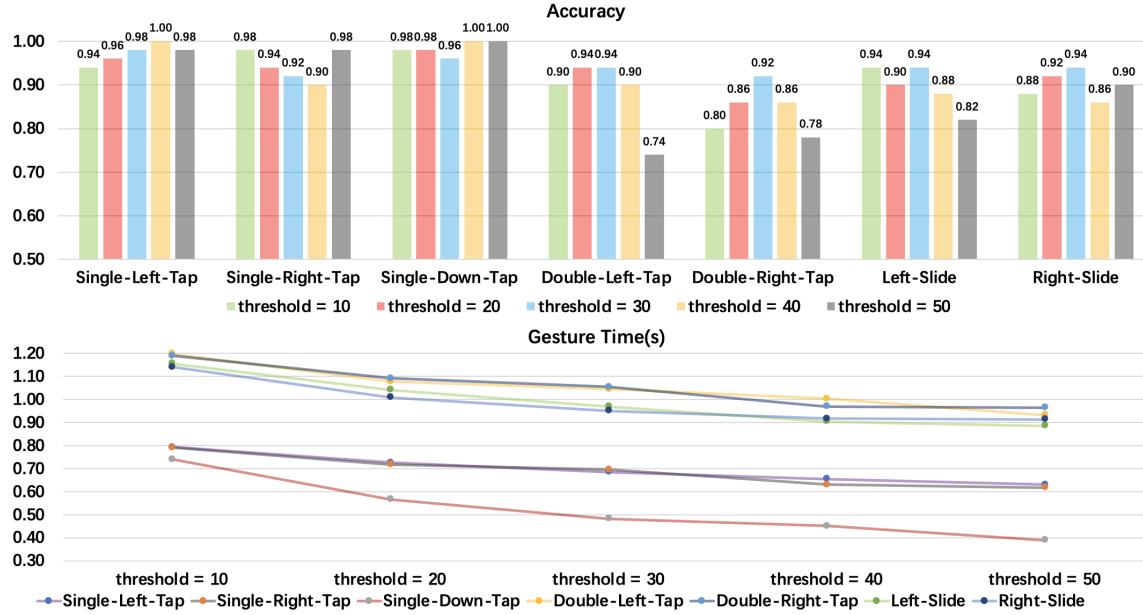 Accuracy
1.00
0.90
0.80
0.70
0.60
0.50
0.94 0.96 0.98 1.00 0.98
0.98 0.94 0.92 0.90 0.98
0.98 0.98 0.96 1.00 1.00
0.90 0.94 0.94 0.90 0.74
0.80 0.86 0.92 0.86 0.78
0.94 0.90 0.94 0.88 0.82
0.88 0.92 0.94 0.86 0.90
Single-Left-Tap Single-Right-Tap Single-Down-Tap Double-Left-Tap Double-Right-Tap Left-Slide Right-Slide
threshold = 10 threshold = 20 threshold = 30 threshold = 40 threshold = 50
Gesture Time(s)
1.20
1.10
1.00
0.90
0.80
0.70
0.60
0.50
0.40
0.30
threshold = 10 threshold = 20 threshold = 30 threshold = 40 threshold = 50
Single-Left-Tap Single-Right-Tap Single-Down-Tap Double-Left-Tap Double-Right-Tap Left-Slide Right-Slide